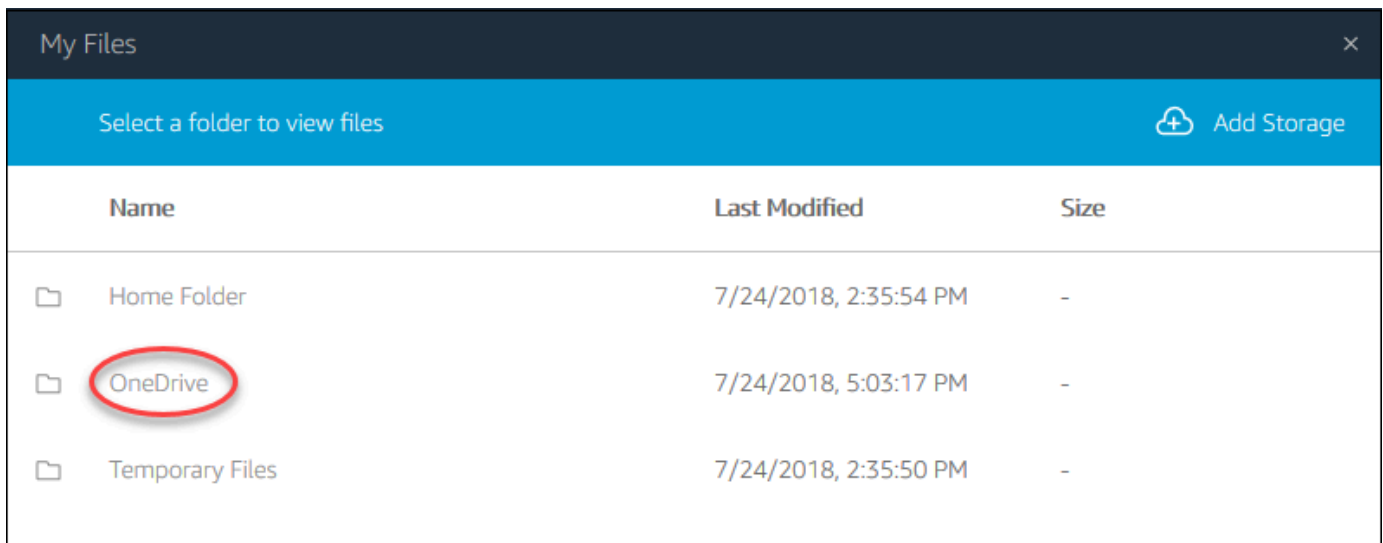 My Files ×
Select a folder to view files Add Storage
Name Last Modified Size
Home Folder 7/24/2018, 2:35:54 PM -
OneDrive 7/24/2018, 5:03:17 PM -
Temporary Files 7/24/2018, 2:35:50 PM -